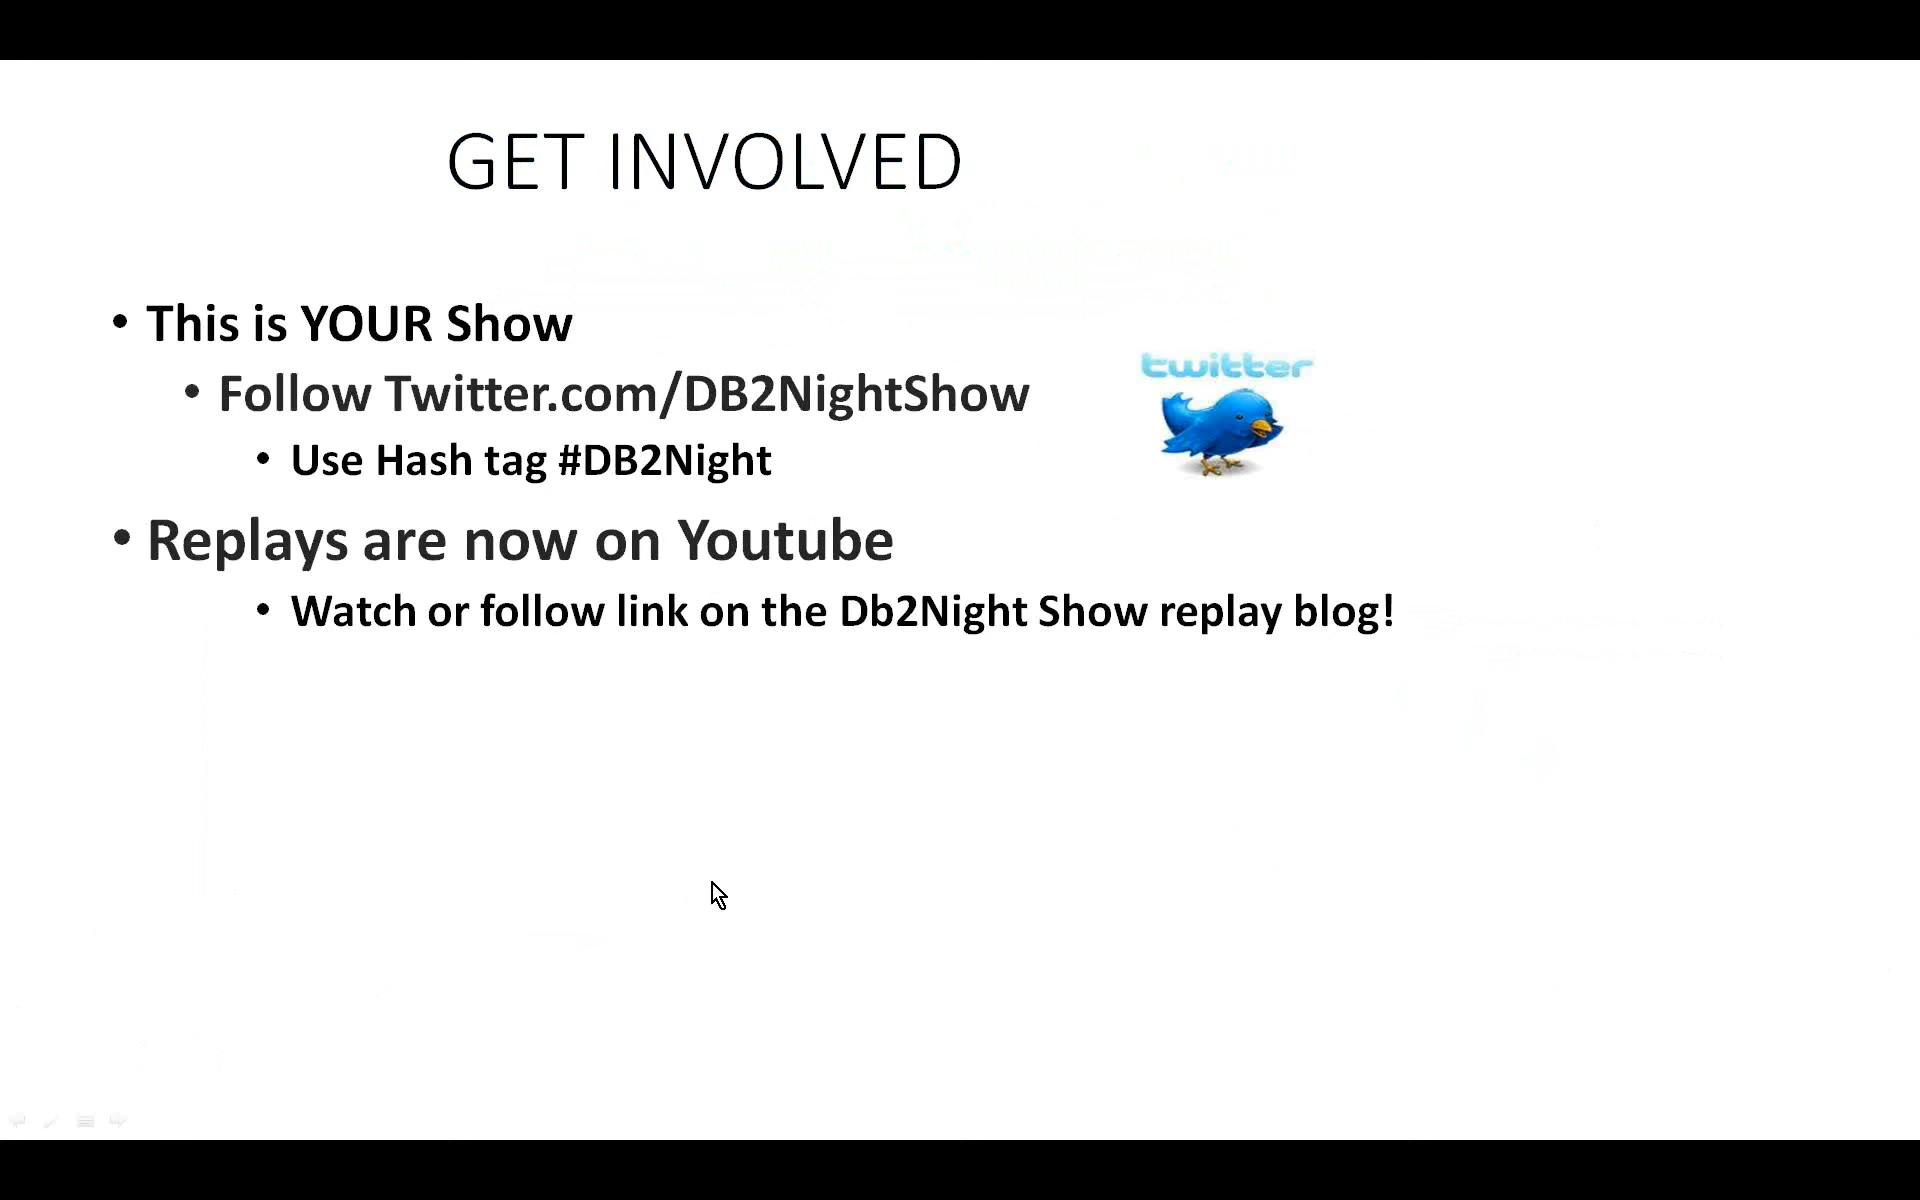 GET INVOLVED
• This is YOUR Show
• Follow Twitter.com/DB2NightShow
twitter
• Use Hash tag #DB2Night
• Replays are now on Youtube
• Watch or follow link on the Db2Night Show replay blog!